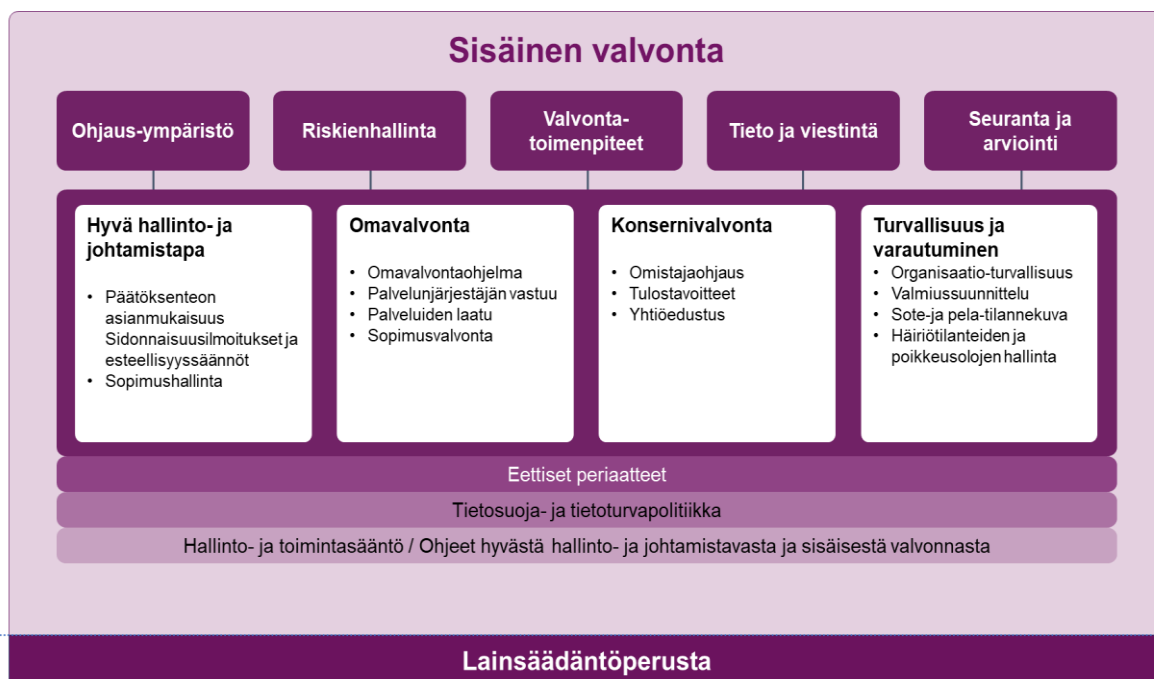 Sisäinen valvonta
Ohjaus-ympäristö
Riskienhallinta
Valvonta-
toimenpiteet
Tieto ja viestintä
Seuranta ja
arviointi
Hyvä hallinto- ja
johtamistapa
• Päätöksenteon
asianmukaisuus
Sidonnaisuusilmoitukset ja
esteellisyyssäännöt
• Sopimushallinta
Omavalvonta
• Omavalvontaohjelma
• Palvelunjärjestäjän vastuu
• Palveluiden laatu
• Sopimusvalvonta
Konsernivalvonta
• Omistajaohjaus
• Tulostavoitteet
• Yhtiöedustus
Turvallisuus ja
varautuminen
• Organisaatio-turvallisuus
• Valmiussuunnittelu
• Sote-ja pela-tilannekuva
• Häiriötilanteiden ja
poikkeusolojen hallinta
Eettiset periaatteet
Tietosuoja- ja tietoturvapolitiikka
Hallinto- ja toimintasääntö / Ohjeet hyvästä hallinto- ja johtamistavasta ja sisäisestä valvonnasta
Lainsäädäntöperusta